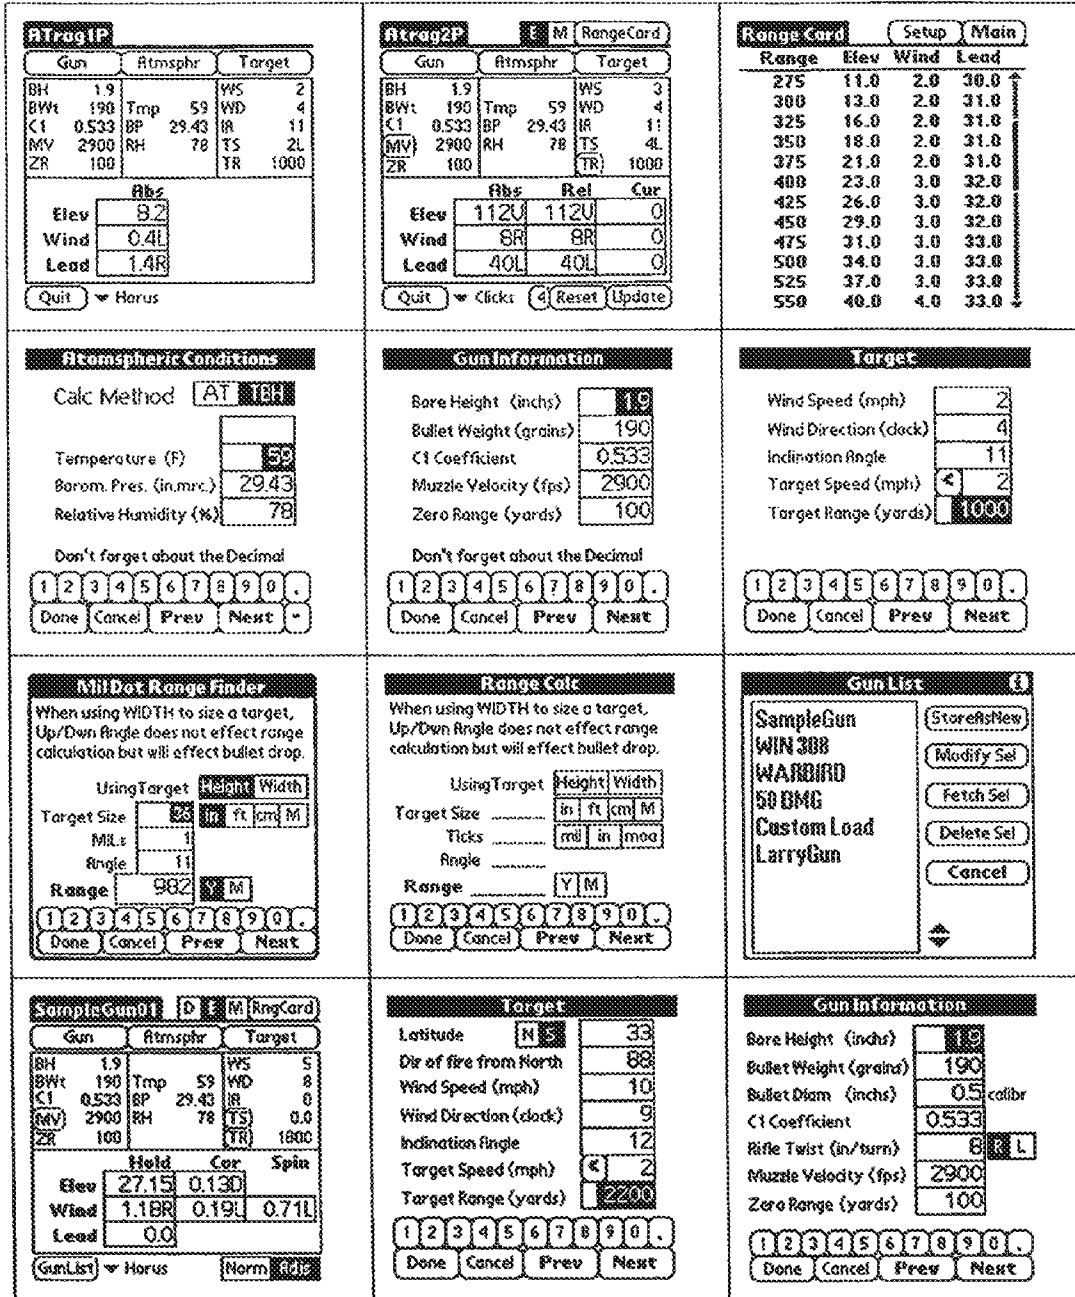 ATrag1P
Gun Atmsphr Target
BH 1.9 WS 2
BWt 190 Tmp 59 WD 4
C1 0.533 BP 29.43 IA 11
MV 2900 RH 78 TS 2L
ZR 100 TR 1000
Abs
Elev 8.2
Wind 0.4L
Lead 1.4R
Quit Horus
Atrag2P E M RangeCard
Gun Atmsphr Target
BH 1.9 WS 3
BWt 190 Tmp 59 WD 4
C1 0.533 BP 29.43 IA 11
MV 2900 RH 78 TS 4L
ZR 100 TR 1000
Abs Rel Cur
Elev 112U 112U 0
Wind 8R 8R 0
Lead 40L 40L 0
Quit Clicks < Reset Update
Range Card Setup Main
Range Elev Wind Lead
275 11.0 2.0 30.0
300 13.0 2.0 31.0
325 16.0 2.0 31.0
350 18.0 2.0 31.0
375 21.0 2.0 31.0
400 23.0 3.0 32.0
425 26.0 3.0 32.0
450 29.0 3.0 32.0
475 31.0 3.0 33.0
500 34.0 3.0 33.0
525 37.0 3.0 33.0
550 40.0 4.0 33.0
Atomspheric Conditions
Calc Method AT TBH
Temperature (F) 59
Barom. Pres. (in.mrc.) 29.43
Relative Humidity (%) 78
Don't forget about the Decimal
1 2 3 4 5 6 7 8 9 0 .
Done Cancel Prev Next -
Gun Information
Bore Height (inchs) 1.9
Bullet Weight (grains) 190
C1 Coefficient 0.533
Muzzle Velocity (fps) 2900
Zero Range (yards) 100
Don't forget about the Decimal
1 2 3 4 5 6 7 8 9 0 .
Done Cancel Prev Next
Target
Wind Speed (mph) 2
Wind Direction (clock) 4
Inclination Angle 11
Target Speed (mph) < 2
Target Range (yards) 1000
1 2 3 4 5 6 7 8 9 0 .
Done Cancel Prev Next
Mil Dot Range Finder
When using WIDTH to size a target,
Up/Dwn Angle does not effect range
calculation but will effect bullet drop.
Using Target Height Width
Target Size 36 in ft cm M
MILs 1
Angle 11
Range 982 Y M
1 2 3 4 5 6 7 8 9 0 .
Done Cancel Prev Next
Range Calc
When using WIDTH to size a target,
Up/Dwn Angle does not effect range
calculation but will effect bullet drop.
Using Target Height Width
Target Size ______ in ft cm M
Ticks ______ mil in moa
Angle ______
Range ______ Y M
1 2 3 4 5 6 7 8 9 0 .
Done Cancel Prev Next
Gun List i
SampleGun StoreAsNew
WIN 308 Modify Sel
WARBIRD
50 BMG Fetch Sel
Custom Load Delete Sel
LarryGun
Cancel
SampleGun01 D E M RngCard
Gun Atmsphr Target
BH 1.9 WS 5
BWt 190 Tmp 59 WD 8
C1 0.533 BP 29.43 IA 0
MV 2900 RH 78 TS 0.0
ZR 100 TR 1800
Hold Cor Spin
Elev 27.15 0.13D
Wind 1.18R 0.19L 0.71L
Lead 0.0
GunList Horus Norm Adis
Target
Latitude N S 33
Dir of fire from North 88
Wind Speed (mph) 10
Wind Direction (clock) 9
Inclination Angle 12
Target Speed (mph) < 2
Target Range (yards) 2200
1 2 3 4 5 6 7 8 9 0 .
Done Cancel Prev Next
Gun Information
Bore Height (inchs) 1.9
Bullet Weight (grains) 190
Bullet Diam (inchs) 0.5 calibr
C1 Coefficient 0.533
Rifle Twist (in/turn) 8 R L
Muzzle Velocity (fps) 2900
Zero Range (yards) 100
1 2 3 4 5 6 7 8 9 0 .
Done Cancel Prev Next